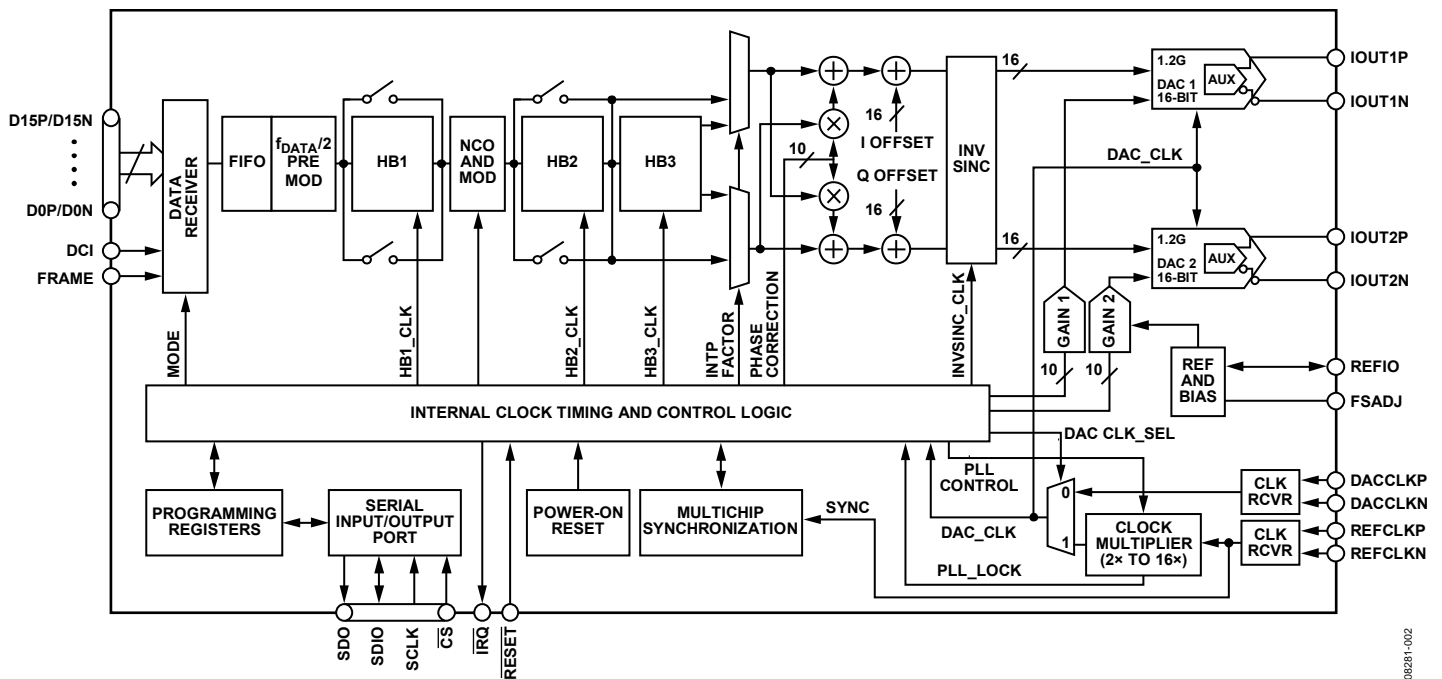 D15P/D15N
D0P/D0N
DCI
FRAME
DATA
RECEIVER
FIFO
fDATA/2
PRE
MOD
HB1
NCO
AND
MOD
HB2
HB3
16
I OFFSET
10
Q OFFSET
16
INV
SINC
16
16
1.2G
DAC 1
16-BIT
AUX
DAC_CLK
1.2G
DAC 2
16-BIT
AUX
IOUT1P
IOUT1N
IOUT2P
IOUT2N
MODE
HB1_CLK
HB2_CLK
HB3_CLK
INTP
FACTOR
PHASE
CORRECTION
INVSINC_CLK
GAIN 1
GAIN 2
10
10
REF
AND
BIAS
REFIO
FSADJ
INTERNAL CLOCK TIMING AND CONTROL LOGIC
DAC CLK_SEL
PLL
CONTROL
DAC_CLK
PLL_LOCK
0
1
CLOCK
MULTIPLIER
(2× TO 16×)
CLK
RCVR
CLK
RCVR
DACCLKP
DACCLKN
REFCLKP
REFCLKN
PROGRAMMING
REGISTERS
SERIAL
INPUT/OUTPUT
PORT
POWER-ON
RESET
MULTICHIP
SYNCHRONIZATION
SYNC
SDO
SDIO
SCLK
CS
IRQ
RESET
08281-002